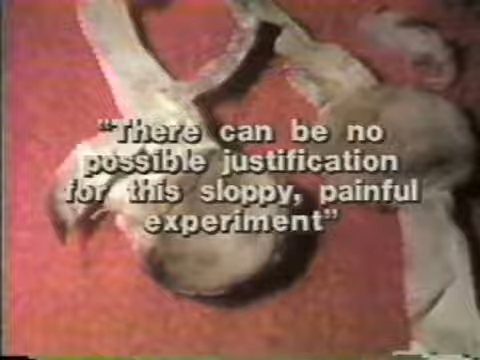 "There can be no
possible justification
for this sloppy, painful
experiment"